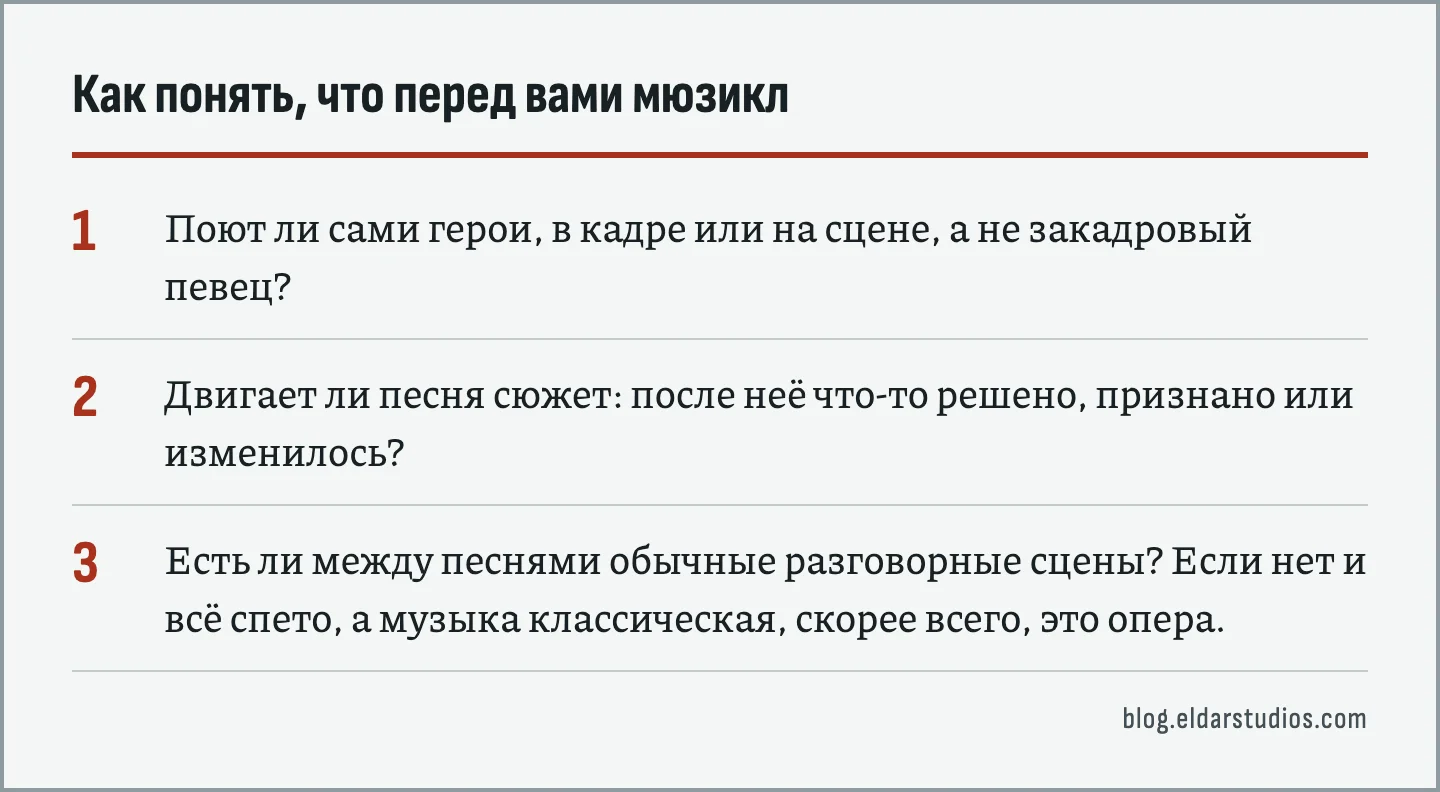 Как понять, что перед вами мюзикл
1
Поют ли сами герои, в кадре или на сцене, а не закадровый
певец?
2
Двигает ли песня сюжет: после неё что-то решено, признано или
изменилось?
3
Есть ли между песнями обычные разговорные сцены? Если нет и
всё спето, а музыка классическая, скорее всего, это опера.
blog.eldarstudios.com